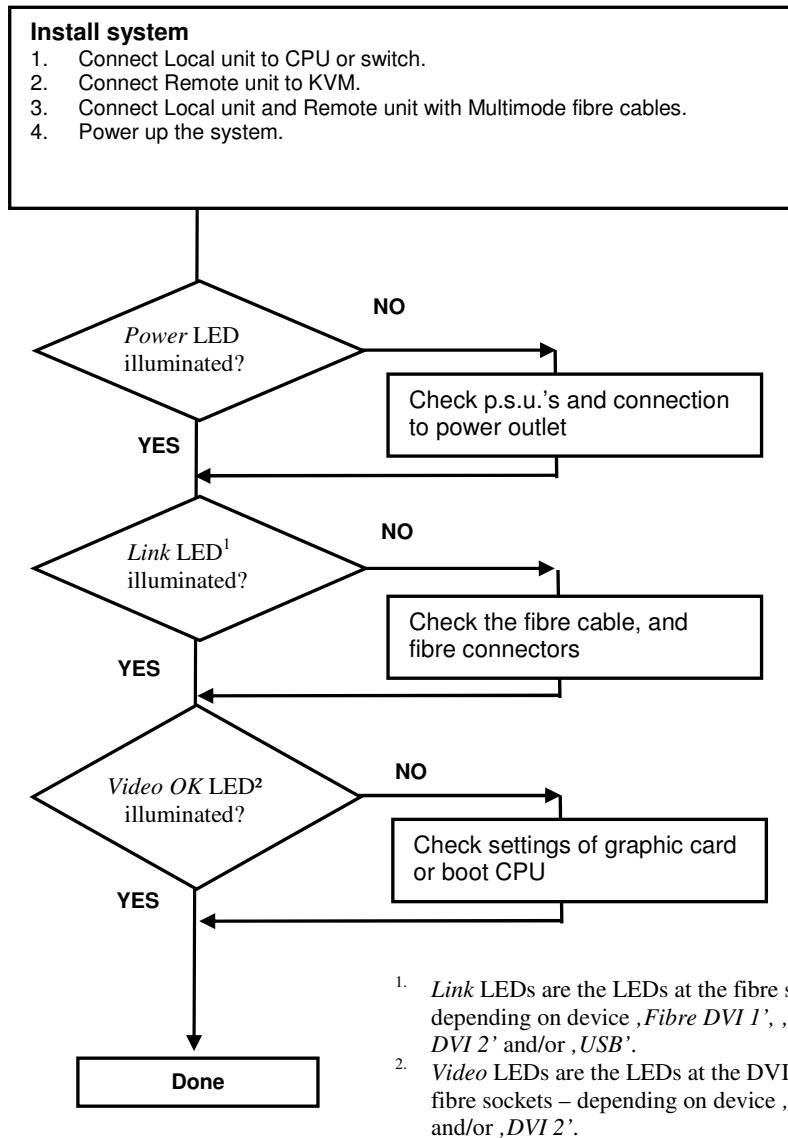 Install system
1. Connect Local unit to CPU or switch.
2. Connect Remote unit to KVM.
3. Connect Local unit and Remote unit with Multimode fibre cables.
4. Power up the system.
Power LED
illuminated?
NO
Check p.s.u.'s and connection
to power outlet
YES
Link LED¹
illuminated?
NO
Check the fibre cable, and
fibre connectors
YES
Video OK LED²
illuminated?
NO
Check settings of graphic card
or boot CPU
YES
Done
1. Link LEDs are the LEDs at the fibre
depending on device ‚Fibre DVI 1’, ‚
DVI 2’ and/or ‚USB’.
2. Video LEDs are the LEDs at the DVI
fibre sockets – depending on device ‚
and/or ‚DVI 2’.